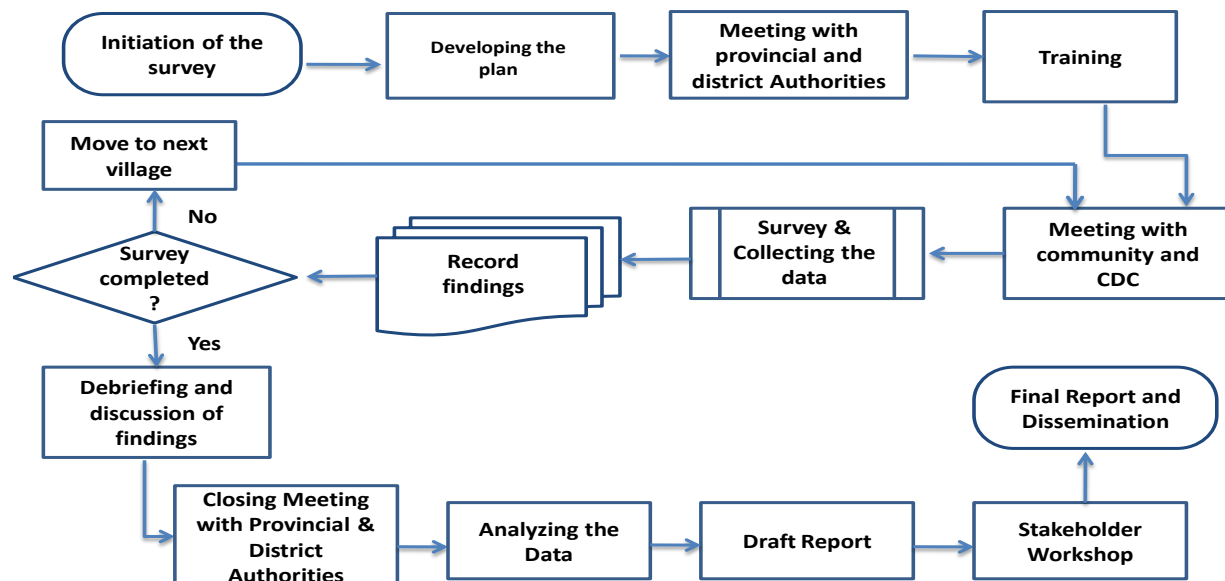 Initiation of the
survey
Developing the
plan
Meeting with
provincial and
district Authorities
Training
Move to next
village
No
Survey
completed
?
Record
findings
Survey &
Collecting the
data
Meeting with
community and
CDC
Yes
Debriefing and
discussion of
findings
Final Report and
Dissemination
Closing Meeting
with Provincial &
District
Authorities
Analyzing the
Data
Draft Report
Stakeholder
Workshop